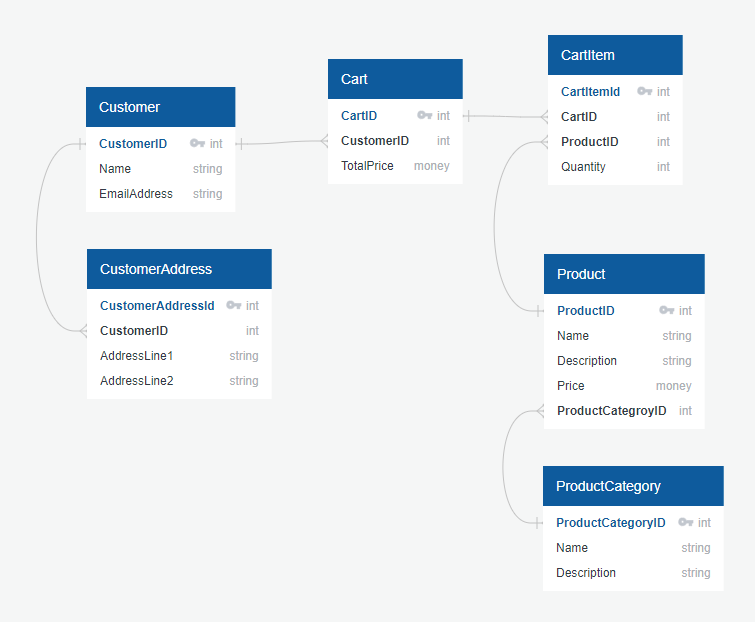 Customer
CustomerID int
Name string
EmailAddress string
CustomerAddress
CustomerAddressId int
CustomerID int
AddressLine1 string
AddressLine2 string
Cart
CartID int
CustomerID int
TotalPrice money
CartItem
CartItemId int
CartID int
ProductID int
Quantity int
Product
ProductID int
Name string
Description string
Price money
ProductCategroyID int
ProductCategory
ProductCategoryID int
Name string
Description string